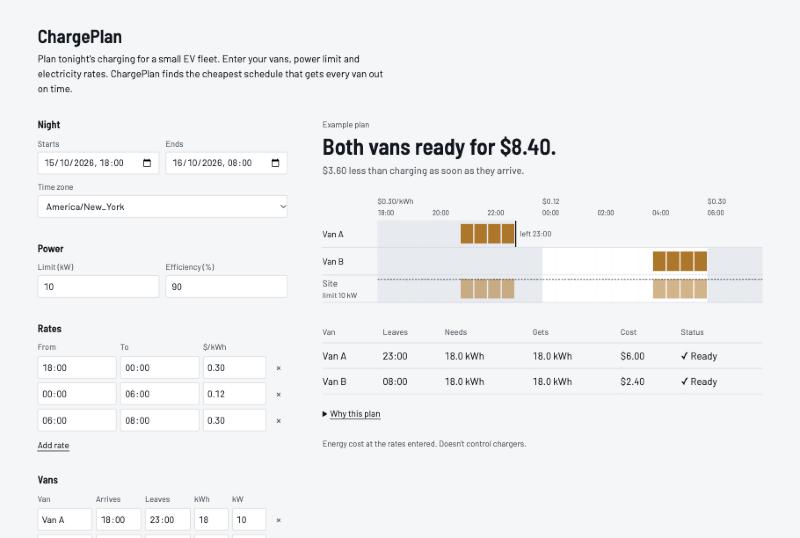 ChargePlan
Plan tonight's charging for a small EV fleet. Enter your vans, power limit and
electricity rates. ChargePlan finds the cheapest schedule that gets every van out
on time.
Night
Starts Ends
15/10/2026, 18:00 16/10/2026, 08:00
Time zone
America/New_York
Power
Limit (kW) Efficiency (%)
10 90
Rates
From To $/kWh
18:00 00:00 0.30 ×
00:00 06:00 0.12 ×
06:00 08:00 0.30 ×
Add rate
Vans
Van Arrives Leaves kWh kW
Van A 18:00 23:00 18 10 ×
Example plan
Both vans ready for $8.40.
$3.60 less than charging as soon as they arrive.
$0.30/kWh $0.12 $0.30
18:00 20:00 22:00 00:00 02:00 04:00 06:00
Van A left 23:00
Van B
Site
limit 10 kW
Van Leaves Needs Gets Cost Status
Van A 23:00 18.0 kWh 18.0 kWh $6.00 ✓ Ready
Van B 08:00 18.0 kWh 18.0 kWh $2.40 ✓ Ready
▶ Why this plan
Energy cost at the rates entered. Doesn't control chargers.